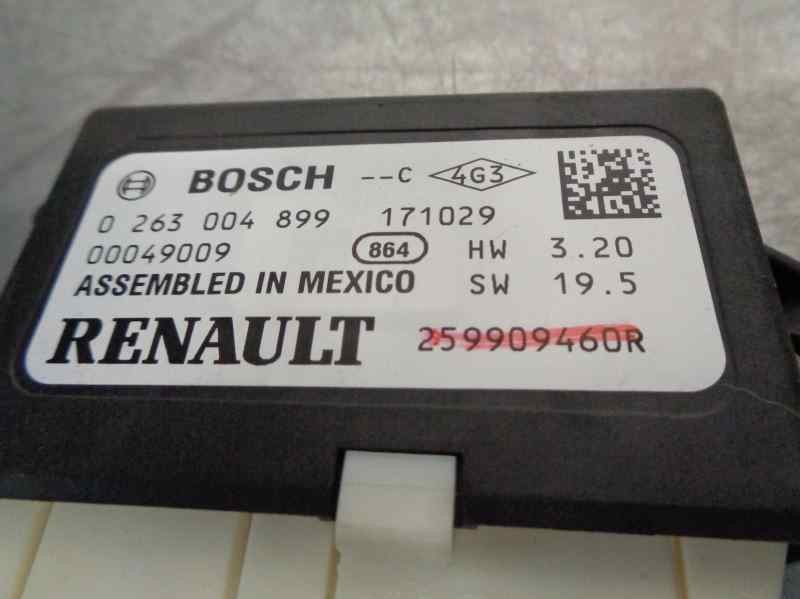 BOSCH --C 4G3
0 263 004 899 171029
00049009 864 HW 3.20
ASSEMBLED IN MEXICO SW 19.5
RENAULT 259909460R